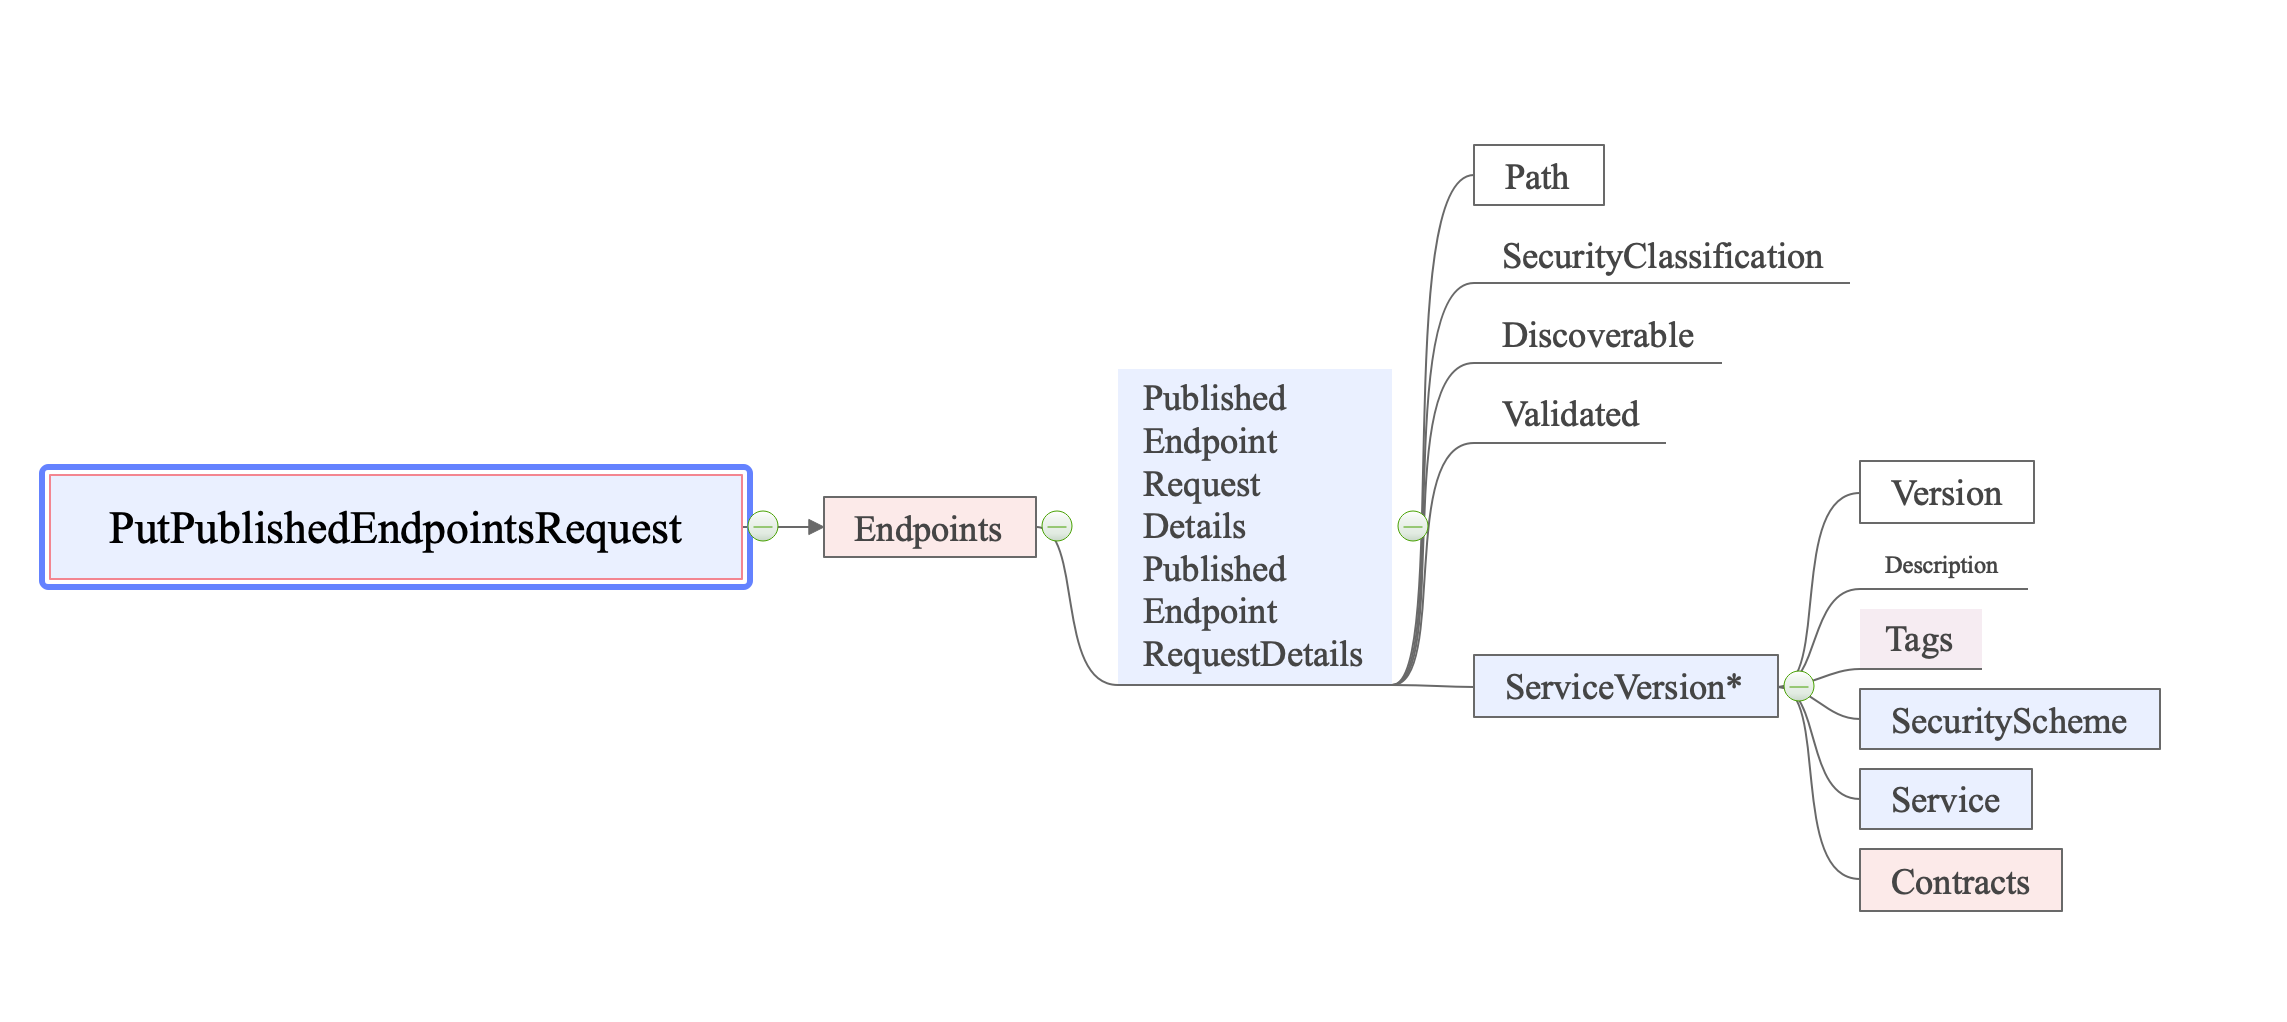 PutPublishedEndpointsRequest
Endpoints
Published
Endpoint
Request
Details
Published
Endpoint
RequestDetails
Path
SecurityClassification
Discoverable
Validated
ServiceVersion*
Version
Description
Tags
SecurityScheme
Service
Contracts